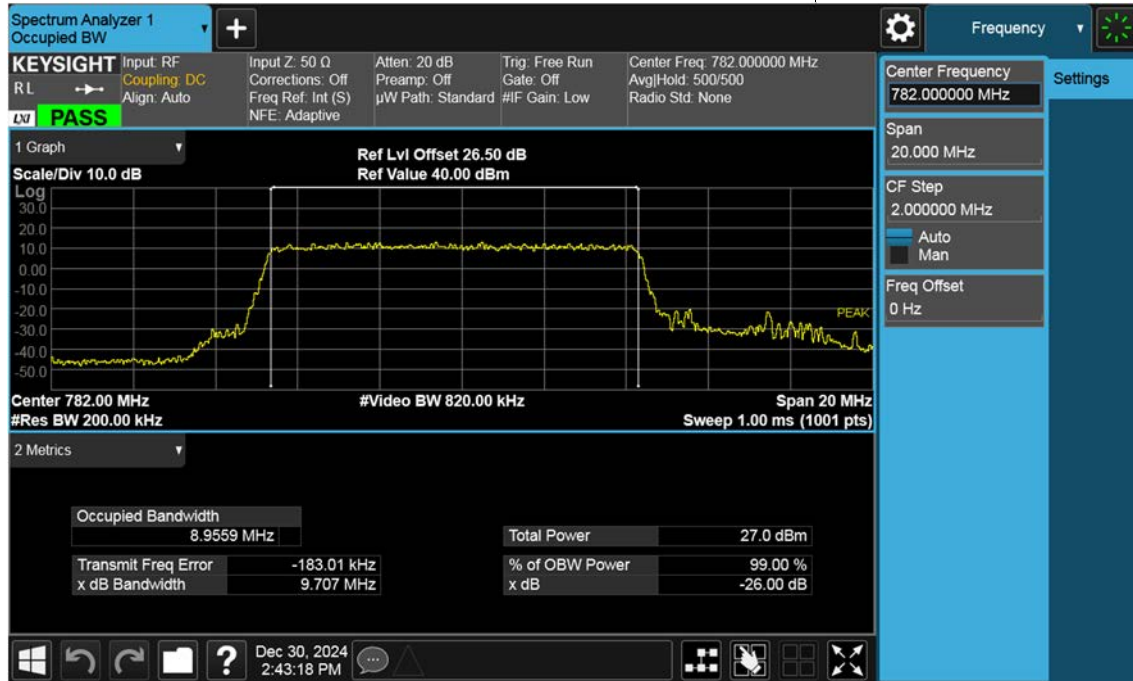 Spectrum Analyzer 1
Occupied BW
+
Frequency
KEYSIGHT
RL
LXI PASS
Input: RF
Coupling: DC
Align: Auto
Input Z: 50 Ω
Corrections: Off
Freq Ref: Int (S)
NFE: Adaptive
Atten: 20 dB
Preamp: Off
µW Path: Standard
Trig: Free Run
Gate: Off
#IF Gain: Low
Center Freq: 782.000000 MHz
Avg|Hold: 500/500
Radio Std: None
Center Frequency
782.000000 MHz
Settings
Span
20.000 MHz
CF Step
2.000000 MHz
Auto
Man
Freq Offset
0 Hz
1 Graph
Scale/Div 10.0 dB
Ref Lvl Offset 26.50 dB
Ref Value 40.00 dBm
Log
30.0
20.0
10.0
0.00
-10.0
-20.0
-30.0
-40.0
-50.0
PEAK
Center 782.00 MHz
#Video BW 820.00 kHz
Span 20 MHz
#Res BW 200.00 kHz
Sweep 1.00 ms (1001 pts)
2 Metrics
Occupied Bandwidth
8.9559 MHz
Total Power 27.0 dBm
Transmit Freq Error -183.01 kHz
% of OBW Power 99.00 %
x dB Bandwidth 9.707 MHz
x dB -26.00 dB
?
Dec 30, 2024
2:43:18 PM